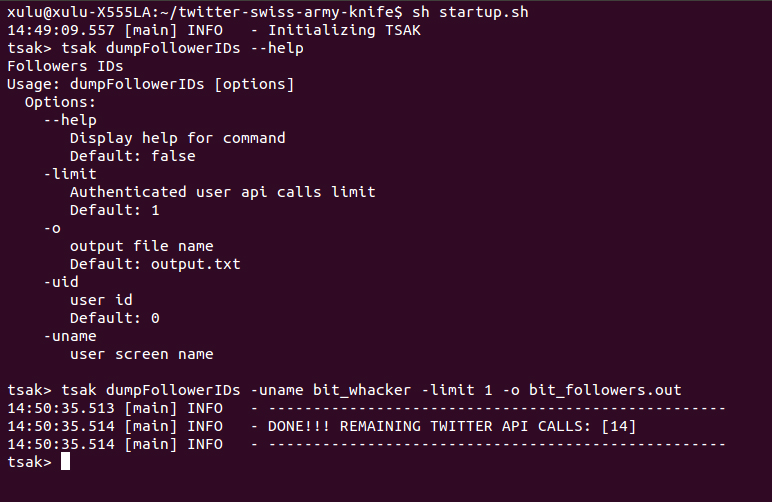 xulu@xulu-X555LA:~/twitter-swiss-army-knife$ sh startup.sh
14:49:09.557 [main] INFO   - Initializing TSAK
tsak> tsak dumpFollowerIDs --help
Followers IDs
Usage: dumpFollowerIDs [options]
  Options:
    --help
       Display help for command
       Default: false
    -limit
       Authenticated user api calls limit
       Default: 1
    -o
       output file name
       Default: output.txt
    -uid
       user id
       Default: 0
    -uname
       user screen name
tsak> tsak dumpFollowerIDs -uname bit_whacker -limit 1 -o bit_followers.out
14:50:35.513 [main] INFO   - ---------------------------------------------------
14:50:35.514 [main] INFO   - DONE!!! REMAINING TWITTER API CALLS: [14]
14:50:35.514 [main] INFO   - ---------------------------------------------------
tsak>